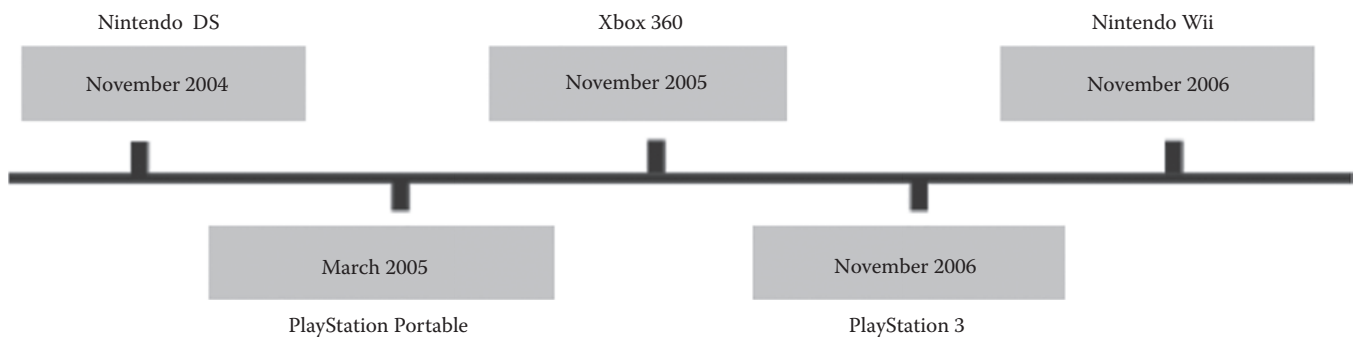 Nintendo DS
November 2004
Xbox 360
November 2005
Nintendo Wii
November 2006
March 2005
PlayStation Portable
November 2006
PlayStation 3